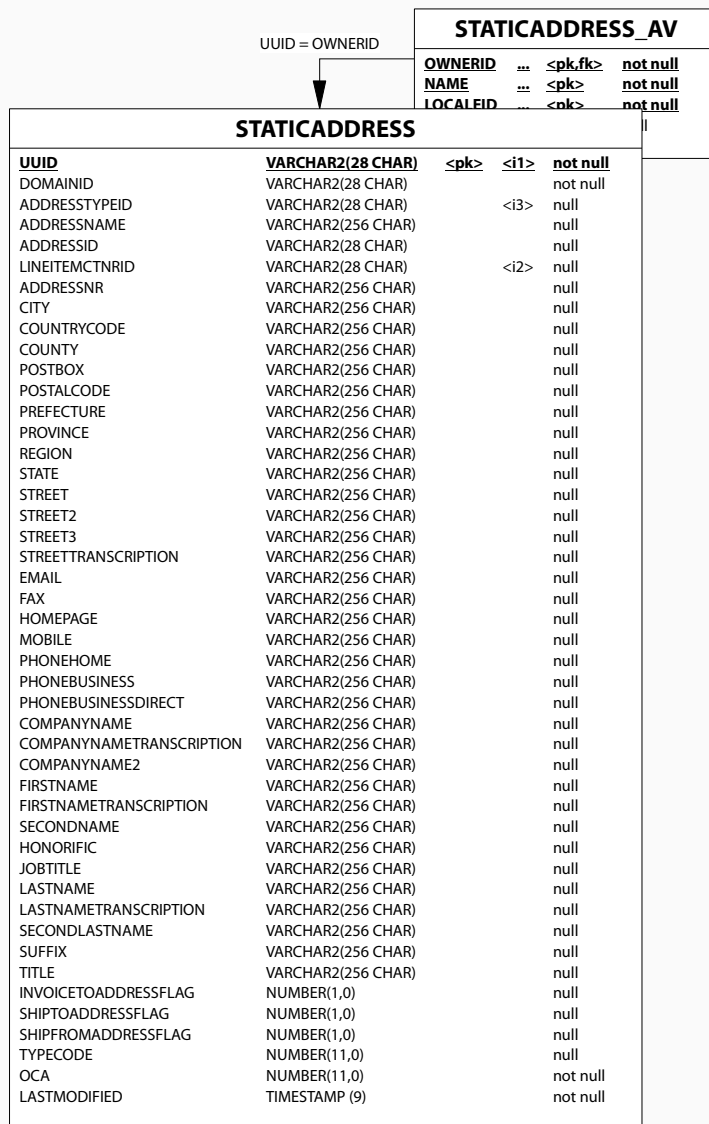 STATICADDRESS_AV
UUID = OWNERID
OWNERID ... <pk,fk> not null
NAME ... <pk> not null
LOCALEID ... <pk> not null
STATICADDRESS
UUID VARCHAR2(28 CHAR) <pk> <i1> not null
DOMAINID VARCHAR2(28 CHAR) not null
ADDRESSTYPEID VARCHAR2(28 CHAR) <i3> null
ADDRESSNAME VARCHAR2(256 CHAR) null
ADDRESSID VARCHAR2(28 CHAR) null
LINEITEMCTNRID VARCHAR2(28 CHAR) <i2> null
ADDRESSNR VARCHAR2(256 CHAR) null
CITY VARCHAR2(256 CHAR) null
COUNTRYCODE VARCHAR2(256 CHAR) null
COUNTY VARCHAR2(256 CHAR) null
POSTBOX VARCHAR2(256 CHAR) null
POSTALCODE VARCHAR2(256 CHAR) null
PREFECTURE VARCHAR2(256 CHAR) null
PROVINCE VARCHAR2(256 CHAR) null
REGION VARCHAR2(256 CHAR) null
STATE VARCHAR2(256 CHAR) null
STREET VARCHAR2(256 CHAR) null
STREET2 VARCHAR2(256 CHAR) null
STREET3 VARCHAR2(256 CHAR) null
STREETTRANSCRIPTION VARCHAR2(256 CHAR) null
EMAIL VARCHAR2(256 CHAR) null
FAX VARCHAR2(256 CHAR) null
HOMEPAGE VARCHAR2(256 CHAR) null
MOBILE VARCHAR2(256 CHAR) null
PHONEHOME VARCHAR2(256 CHAR) null
PHONEBUSINESS VARCHAR2(256 CHAR) null
PHONEBUSINESSDIRECT VARCHAR2(256 CHAR) null
COMPANYNAME VARCHAR2(256 CHAR) null
COMPANYNAMETRANSCRIPTION VARCHAR2(256 CHAR) null
COMPANYNAME2 VARCHAR2(256 CHAR) null
FIRSTNAME VARCHAR2(256 CHAR) null
FIRSTNAMETRANSCRIPTION VARCHAR2(256 CHAR) null
SECONDNAME VARCHAR2(256 CHAR) null
HONORIFIC VARCHAR2(256 CHAR) null
JOBTITLE VARCHAR2(256 CHAR) null
LASTNAME VARCHAR2(256 CHAR) null
LASTNAMETRANSCRIPTION VARCHAR2(256 CHAR) null
SECONDLASTNAME VARCHAR2(256 CHAR) null
SUFFIX VARCHAR2(256 CHAR) null
TITLE VARCHAR2(256 CHAR) null
INVOICETOADDRESSFLAG NUMBER(1,0) null
SHIPTOADDRESSFLAG NUMBER(1,0) null
SHIPFROMADDRESSFLAG NUMBER(1,0) null
TYPECODE NUMBER(11,0) null
OCA NUMBER(11,0) not null
LASTMODIFIED TIMESTAMP (9) not null